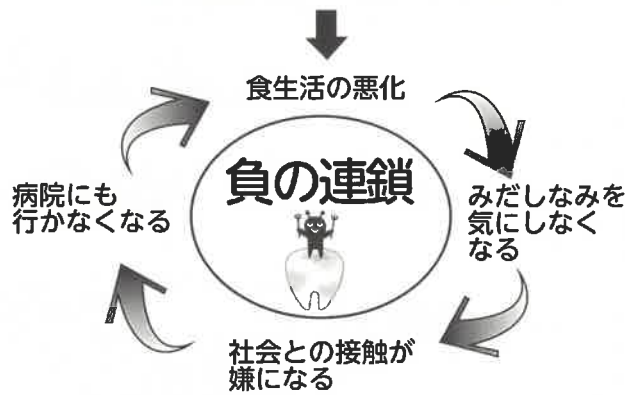 食生活の悪化
負の連鎖
みだしなみを
気にしなく
なる
社会との接触が
嫌になる
病院にも
行かなくなる